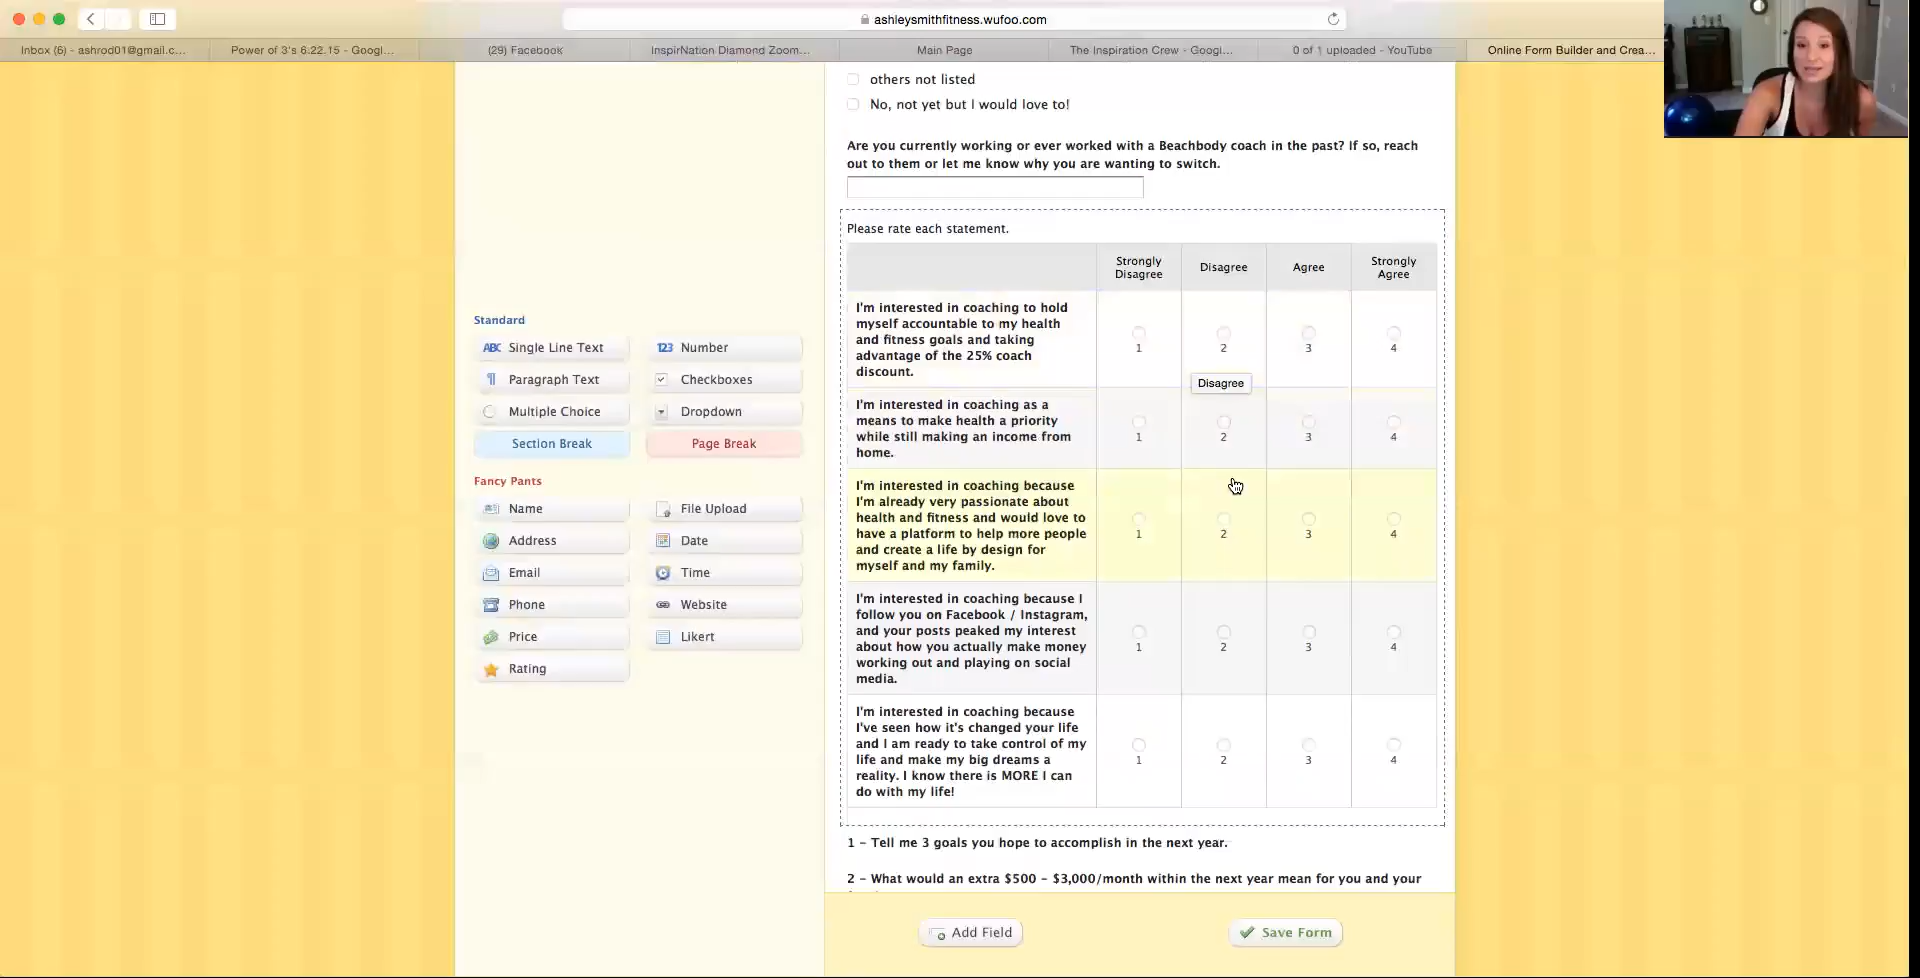 ashleysmithfitness.wufoo.com
Inbox (6) - ashrod01@gmail.c...
Power of 3's 6.22.15 - Googl...
(29) Facebook
InspirNation Diamond Zoom...
Main Page
The Inspiration Crew - Googl...
0 of 1 uploaded - YouTube
Online Form Builder and Crea...
others not listed
No, not yet but I would love to!
Are you currently working or ever worked with a Beachbody coach in the past? If so, reach
out to them or let me know why you are wanting to switch.
Please rate each statement.
Strongly
Disagree
Disagree
Agree
Strongly
Agree
I'm interested in coaching to hold
myself accountable to my health
and fitness goals and taking
advantage of the 25% coach
discount.
1
2
3
4
Disagree
I'm interested in coaching as a
means to make health a priority
while still making an income from
home.
1
2
3
4
I'm interested in coaching because
I'm already very passionate about
health and fitness and would love to
have a platform to help more people
and create a life by design for
myself and my family.
1
2
3
4
I'm interested in coaching because I
follow you on Facebook / Instagram,
and your posts peaked my interest
about how you actually make money
working out and playing on social
media.
1
2
3
4
I'm interested in coaching because
I've seen how it's changed your life
and I am ready to take control of my
life and make my big dreams a
reality. I know there is MORE I can
do with my life!
1
2
3
4
1 - Tell me 3 goals you hope to accomplish in the next year.
2 - What would an extra $500 - $3,000/month within the next year mean for you and your
Standard
ABC Single Line Text
123 Number
Paragraph Text
Checkboxes
Multiple Choice
Dropdown
Section Break
Page Break
Fancy Pants
Name
File Upload
Address
Date
Email
Time
Phone
Website
Price
Likert
Rating
Add Field
Save Form